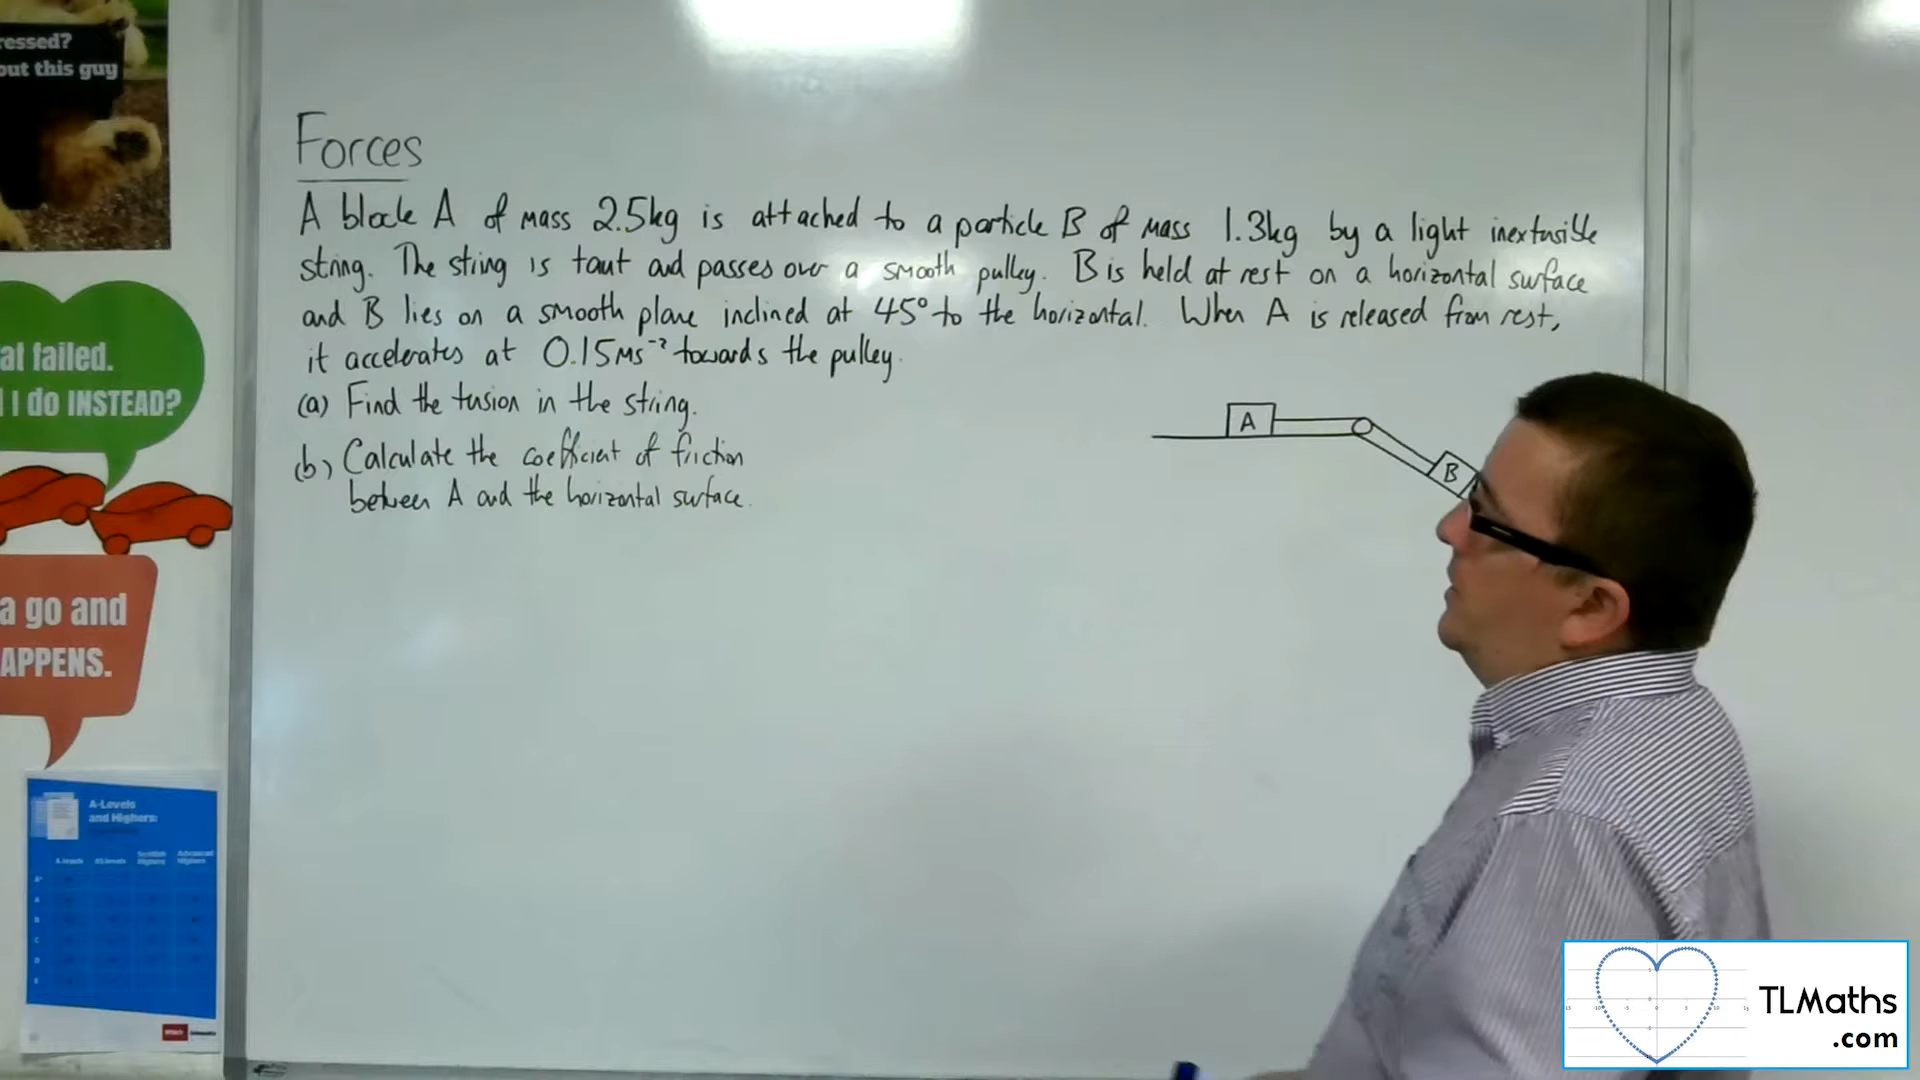 ressed?
out this guy
at failed.
I do INSTEAD?
a go and
APPENS.
A-Levels
and Highers:
Forces
A block A of mass 2.5kg is attached to a particle B of mass 1.3kg by a light inextensible
string. The string is taut and passes over a smooth pulley. B is held at rest on a horizontal surface
and B lies on a smooth plane inclined at 45° to the horizontal. When A is released from rest,
it accelerates at 0.15ms⁻² towards the pulley.
(a) Find the tension in the string.
(b) Calculate the coefficient of friction
between A and the horizontal surface.
A
B
TLMaths
.com